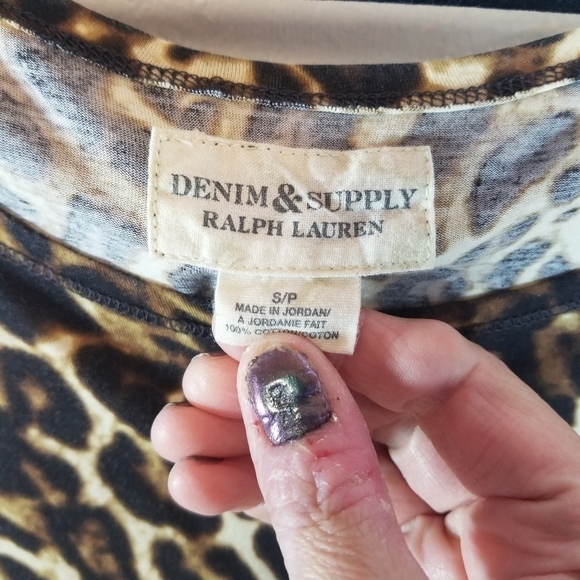 DENIM & SUPPLY
RALPH LAUREN
S/P
MADE IN JORDAN/
A JORDANIE FAIT
100% COTTON/COTON